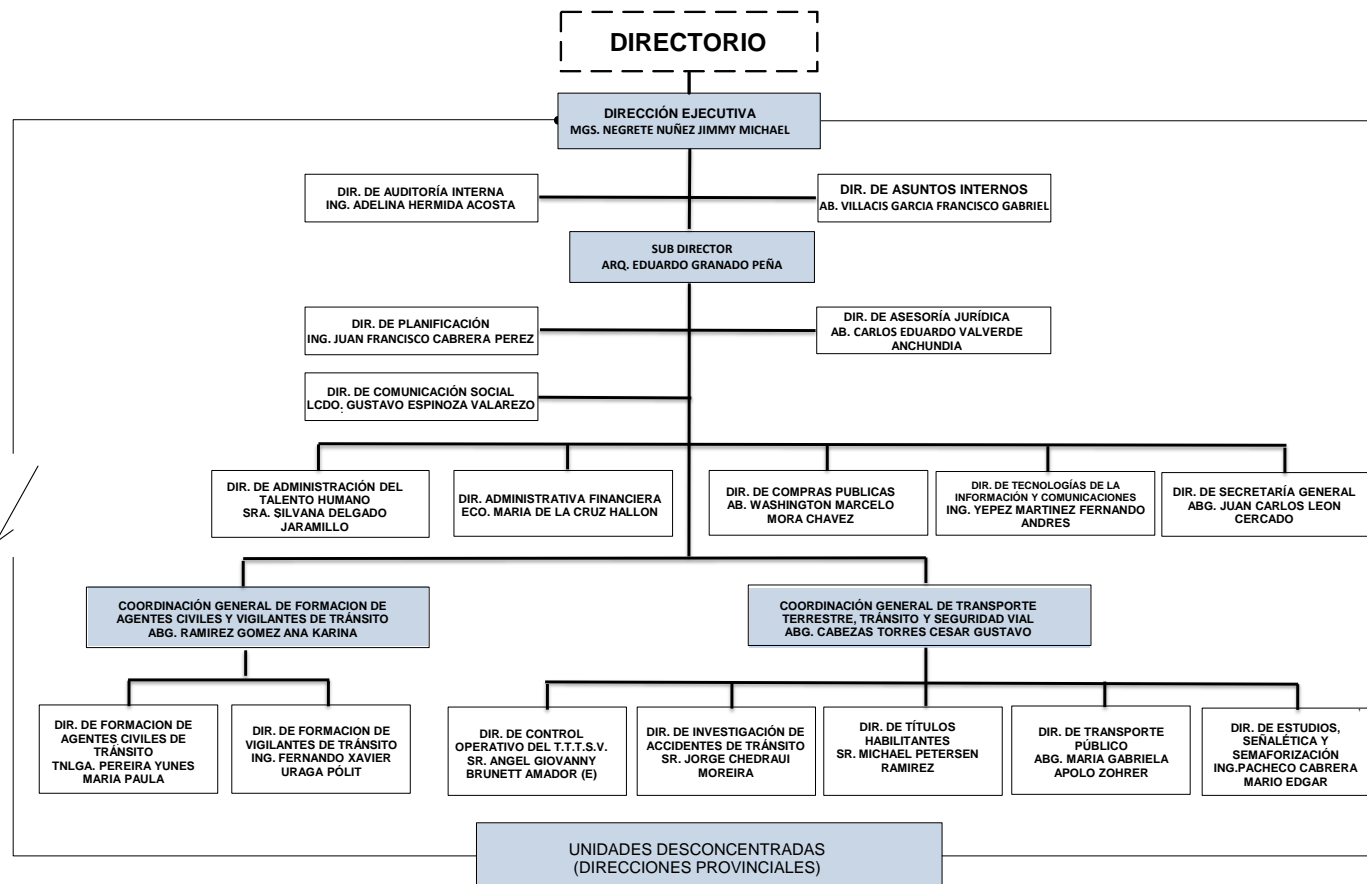 DIRECTORIO
DIRECCIÓN EJECUTIVA
MGS. NEGRETE NUÑEZ JIMMY MICHAEL
DIR. DE AUDITORÍA INTERNA
ING. ADELINA HERMIDA ACOSTA
DIR. DE ASUNTOS INTERNOS
AB. VILLACIS GARCIA FRANCISCO GABRIEL
SUB DIRECTOR
ARQ. EDUARDO GRANADO PEÑA
DIR. DE PLANIFICACIÓN
ING. JUAN FRANCISCO CABRERA PEREZ
DIR. DE ASESORÍA JURÍDICA
AB. CARLOS EDUARDO VALVERDE
ANCHUNDIA
DIR. DE COMUNICACIÓN SOCIAL
LCDO. GUSTAVO ESPINOZA VALAREZO
DIR. DE ADMINISTRACIÓN DEL
TALENTO HUMANO
SRA. SILVANA DELGADO
JARAMILLO
DIR. ADMINISTRATIVA FINANCIERA
ECO. MARIA DE LA CRUZ HALLON
DIR. DE COMPRAS PUBLICAS
AB. WASHINGTON MARCELO
MORA CHAVEZ
DIR. DE TECNOLOGÍAS DE LA
INFORMACIÓN Y COMUNICACIONES
ING. YEPEZ MARTINEZ FERNANDO
ANDRES
DIR. DE SECRETARÍA GENERAL
ABG. JUAN CARLOS LEON
CERCADO
COORDINACIÓN GENERAL DE FORMACION DE
AGENTES CIVILES Y VIGILANTES DE TRÁNSITO
ABG. RAMIREZ GOMEZ ANA KARINA
COORDINACIÓN GENERAL DE TRANSPORTE
TERRESTRE, TRÁNSITO Y SEGURIDAD VIAL
ABG. CABEZAS TORRES CESAR GUSTAVO
DIR. DE FORMACION DE
AGENTES CIVILES DE
TRÁNSITO
TNLGA. PEREIRA YUNES
MARIA PAULA
DIR. DE FORMACION DE
VIGILANTES DE TRÁNSITO
ING. FERNANDO XAVIER
URAGA PÓLIT
DIR. DE CONTROL
OPERATIVO DEL T.T.T.S.V.
SR. ANGEL GIOVANNY
BRUNETT AMADOR (E)
DIR. DE INVESTIGACIÓN DE
ACCIDENTES DE TRÁNSITO
SR. JORGE CHEDRAUI
MOREIRA
DIR. DE TÍTULOS
HABILITANTES
SR. MICHAEL PETERSEN
RAMIREZ
DIR. DE TRANSPORTE
PÚBLICO
ABG. MARIA GABRIELA
APOLO ZOHRER
DIR. DE ESTUDIOS,
SEÑALÉTICA Y
SEMAFORIZACIÓN
ING.PACHECO CABRERA
MARIO EDGAR
UNIDADES DESCONCENTRADAS
(DIRECCIONES PROVINCIALES)